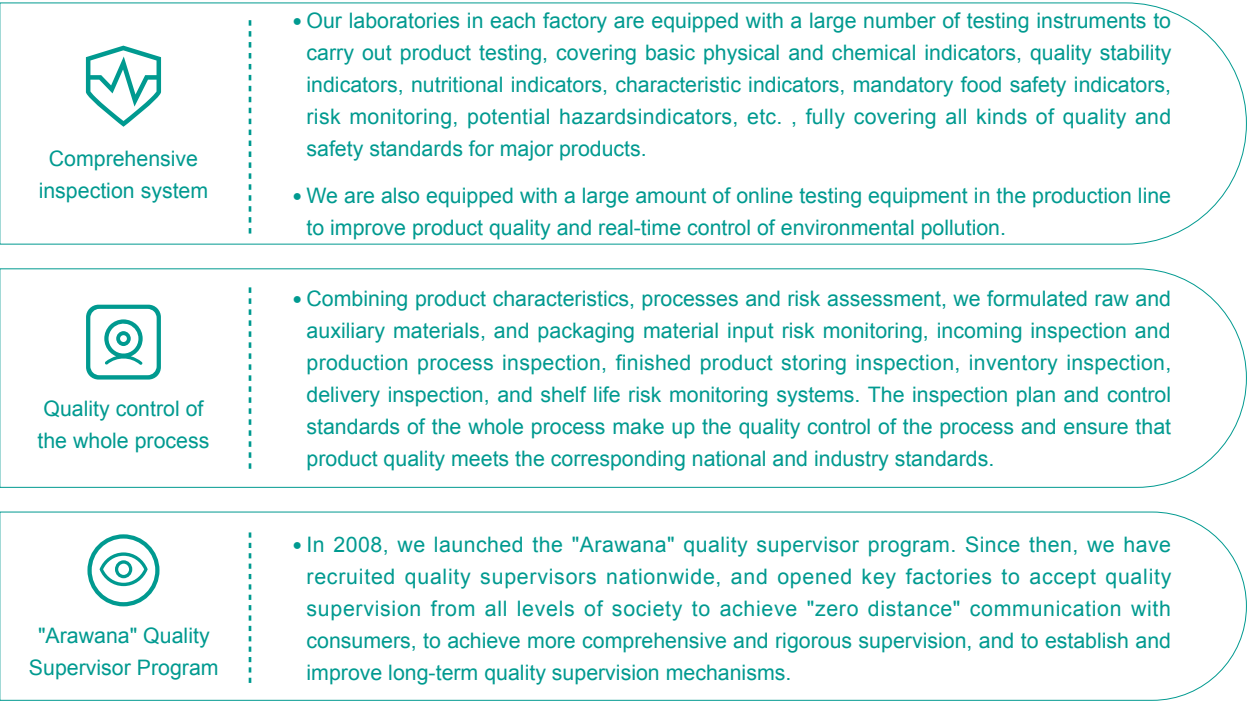 Comprehensive
inspection system
• Our laboratories in each factory are equipped with a large number of testing instruments to
carry out product testing, covering basic physical and chemical indicators, quality stability
indicators, nutritional indicators, characteristic indicators, mandatory food safety indicators,
risk monitoring, potential hazardsindicators, etc. , fully covering all kinds of quality and
safety standards for major products.
• We are also equipped with a large amount of online testing equipment in the production line
to improve product quality and real-time control of environmental pollution.
Quality control of
the whole process
• Combining product characteristics, processes and risk assessment, we formulated raw and
auxiliary materials, and packaging material input risk monitoring, incoming inspection and
production process inspection, finished product storing inspection, inventory inspection,
delivery inspection, and shelf life risk monitoring systems. The inspection plan and control
standards of the whole process make up the quality control of the process and ensure that
product quality meets the corresponding national and industry standards.
"Arawana" Quality
Supervisor Program
• In 2008, we launched the "Arawana" quality supervisor program. Since then, we have
recruited quality supervisors nationwide, and opened key factories to accept quality
supervision from all levels of society to achieve "zero distance" communication with
consumers, to achieve more comprehensive and rigorous supervision, and to establish and
improve long-term quality supervision mechanisms.